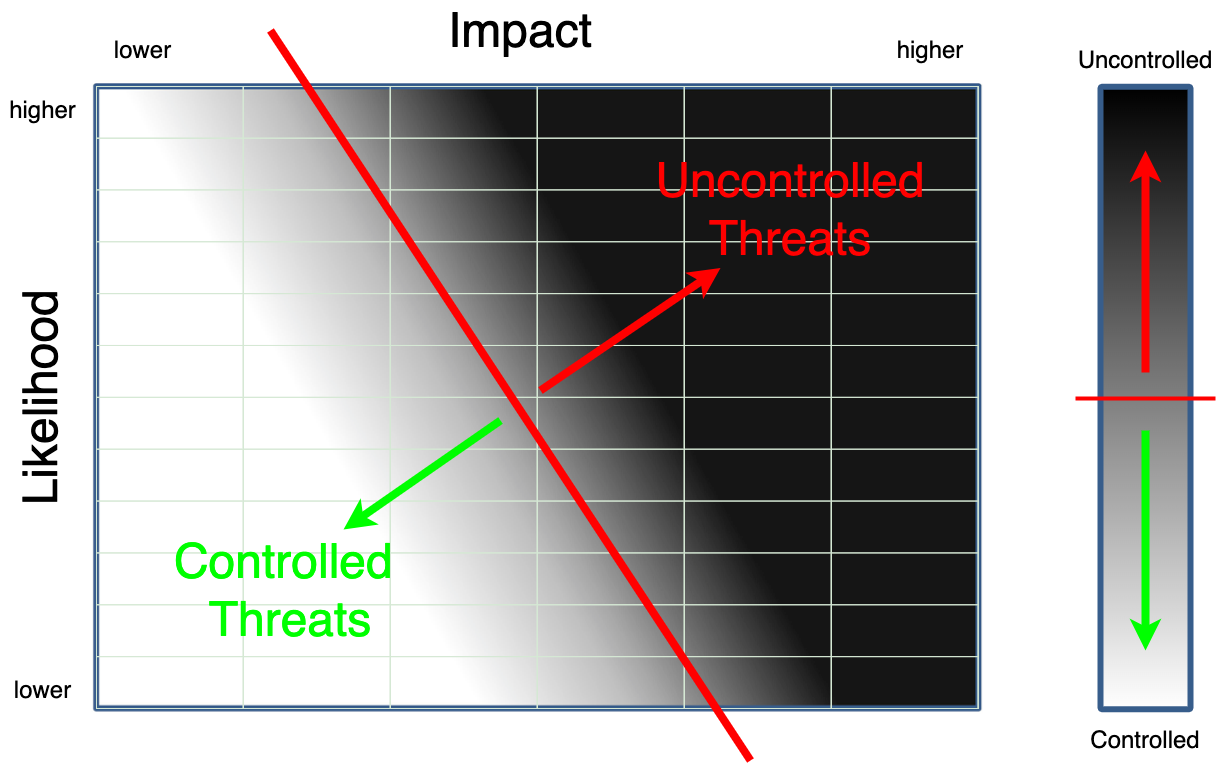 Impact
lower
higher
Uncontrolled
higher
Uncontrolled
Threats
Likelihood
Controlled
Threats
lower
Controlled